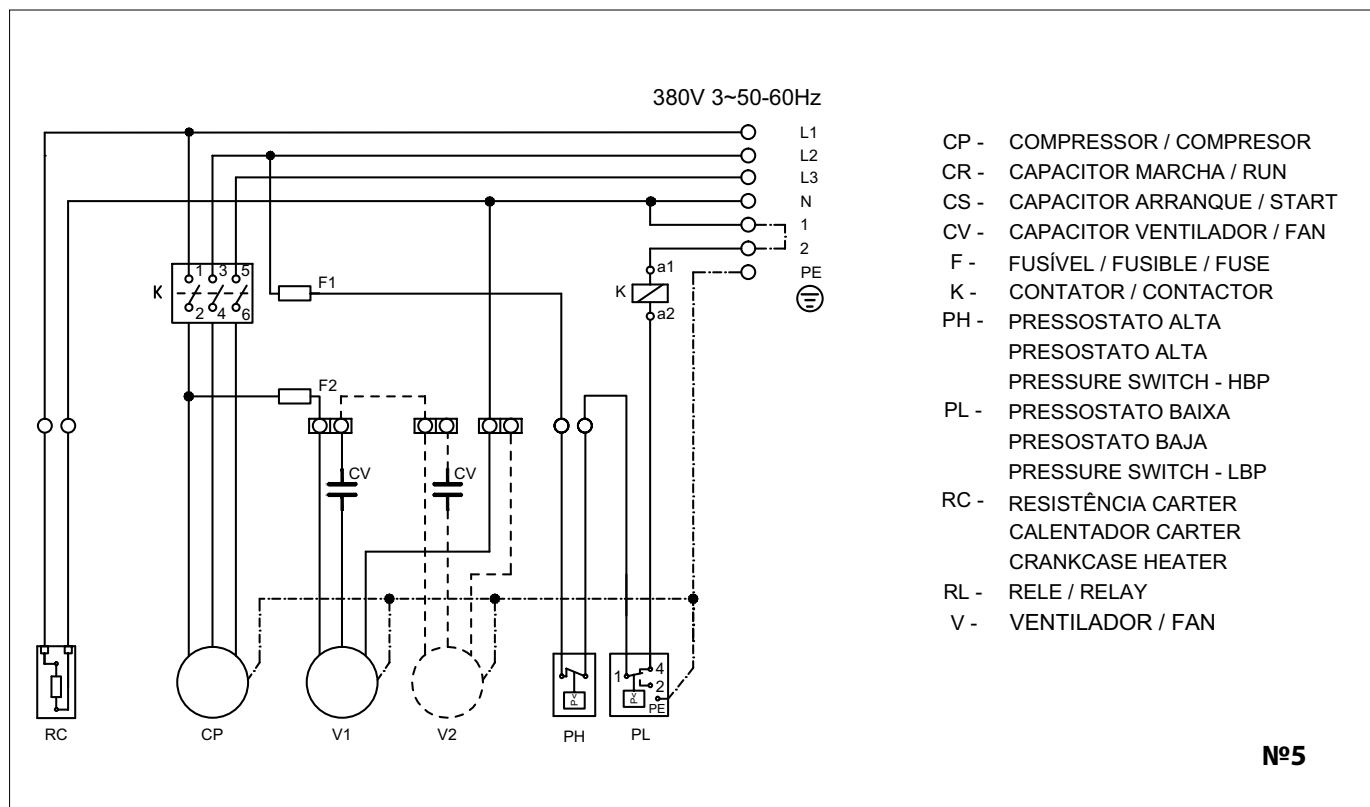 380V 3~50-60Hz
L1
L2
L3
N
1
2
PE
1 3 5
K
2 4 6
F1
a1
K
a2
F2
CV
CV
P<
1
4
2
P<
PE
RC
CP
V1
V2
PH
PL
CP - COMPRESSOR / COMPRESOR
CR - CAPACITOR MARCHA / RUN
CS - CAPACITOR ARRANQUE / START
CV - CAPACITOR VENTILADOR / FAN
F - FUSÍVEL / FUSIBLE / FUSE
K - CONTATOR / CONTACTOR
PH - PRESSOSTATO ALTA
PRESOSTATO ALTA
PRESSURE SWITCH - HBP
PL - PRESSOSTATO BAIXA
PRESOSTATO BAJA
PRESSURE SWITCH - LBP
RC - RESISTÊNCIA CARTER
CALENTADOR CARTER
CRANKCASE HEATER
RL - RELE / RELAY
V - VENTILADOR / FAN
Nº5